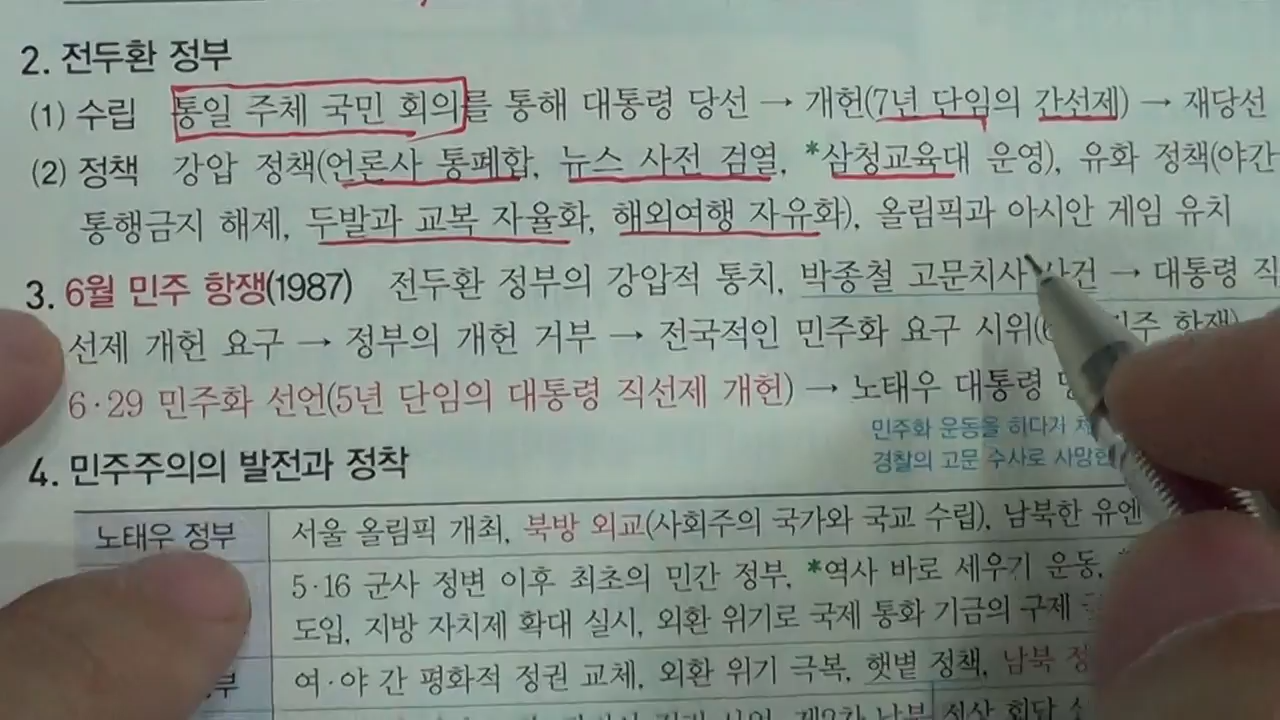 2. 전두환 정부
(1) 수립 통일 주체 국민 회의를 통해 대통령 당선 → 개헌(7년 단임의 간선제) → 재당선
(2) 정책 강압 정책(언론사 통폐합, 뉴스 사전 검열, *삼청교육대 운영), 유화 정책(야간
통행금지 해제, 두발과 교복 자율화, 해외여행 자유화), 올림픽과 아시안 게임 유치
3. 6월 민주 항쟁(1987) 전두환 정부의 강압적 통치, 박종철 고문치사 사건 → 대통령 직
선제 개헌 요구 → 정부의 개헌 거부 → 전국적인 민주화 요구 시위( 민주 항쟁)
6·29 민주화 선언(5년 단임의 대통령 직선제 개헌) → 노태우 대통령
민주화 운동을 하다가
경찰의 고문 수사로 사망한
4. 민주주의의 발전과 정착
노태우 정부 서울 올림픽 개최, 북방 외교(사회주의 국가와 국교 수립), 남북한 유엔
5·16 군사 정변 이후 최초의 민간 정부, *역사 바로 세우기 운동,
도입, 지방 자치제 확대 실시, 외환 위기로 국제 통화 기금의 구제
여·야 간 평화적 정권 교체, 외환 위기 극복, 햇볕 정책, 남북